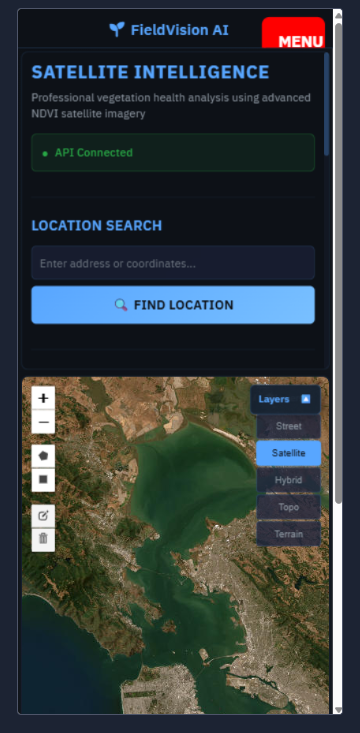 FieldVision AI
MENU
SATELLITE INTELLIGENCE
Professional vegetation health analysis using advanced
NDVI satellite imagery
API Connected
LOCATION SEARCH
Enter address or coordinates...
FIND LOCATION
+
−
Layers
Street
Satellite
Hybrid
Topo
Terrain